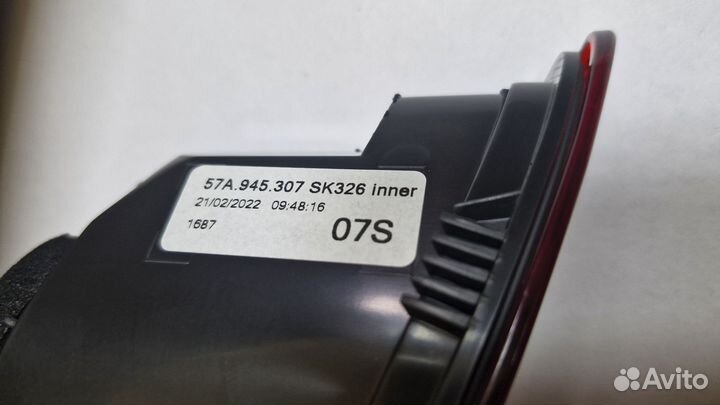 57A.945.307 SK326 inner
21/02/2022 09:48:16
1687
07S
Avito